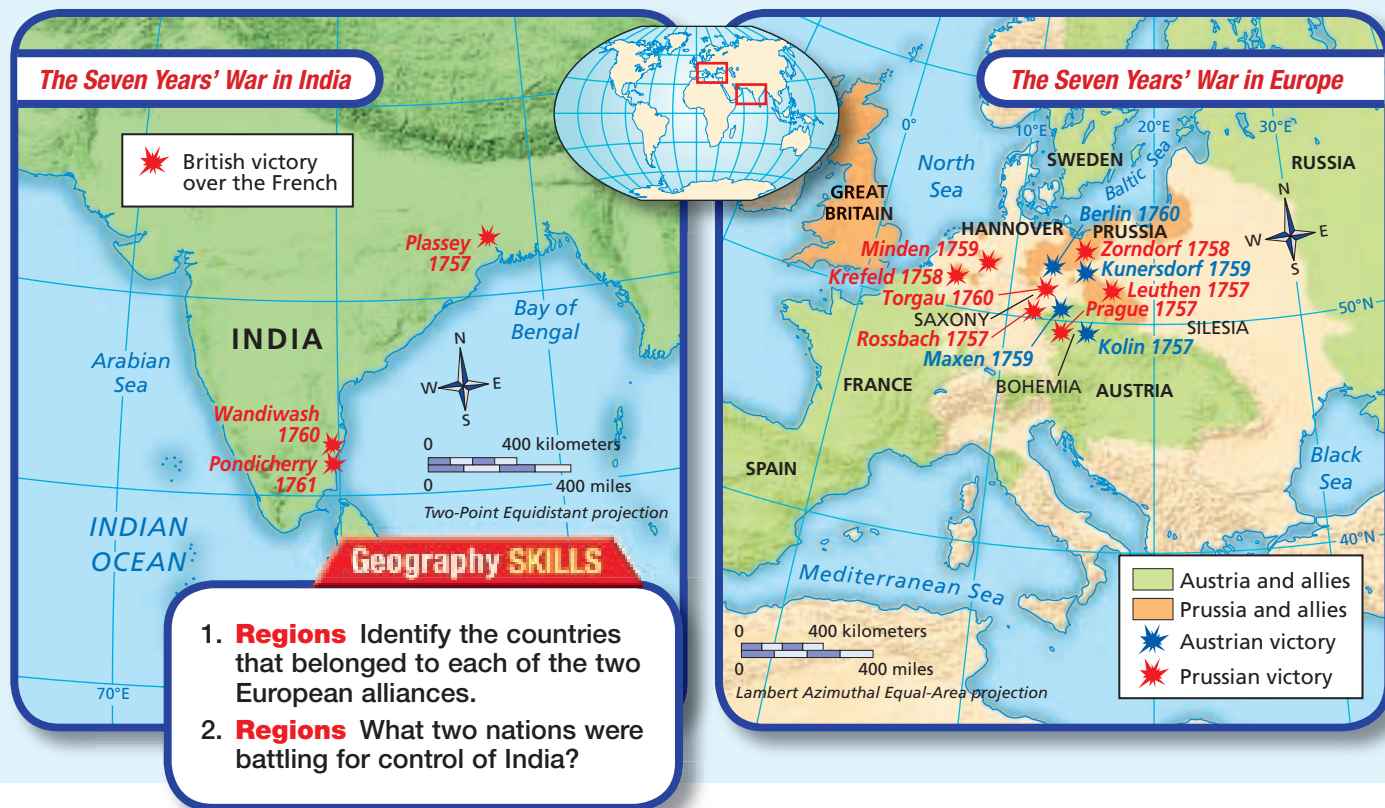 The Seven Years' War in India
British victory
over the French
Plassey
1757
INDIA
Bay of
Bengal
Arabian
Sea
N
W
E
S
Wandiwash
1760
Pondicherry
1761
0
400 kilometers
0
400 miles
Two-Point Equidistant projection
INDIAN
OCEAN
70°E
Geography SKILLS
1. Regions Identify the countries
that belonged to each of the two
European alliances.
2. Regions What two nations were
battling for control of India?
The Seven Years' War in Europe
0°
10°E
20°E
30°E
North
Sea
SWEDEN
Baltic Sea
RUSSIA
GREAT
BRITAIN
N
W
E
S
HANNOVER
Berlin 1760
PRUSSIA
Minden 1759
Zorndorf 1758
Krefeld 1758
Kunersdorf 1759
Torgau 1760
Leuthen 1757
SAXONY
Prague 1757
50°N
Rossbach 1757
SILESIA
Maxen 1759
Kolin 1757
FRANCE
BOHEMIA
AUSTRIA
SPAIN
Black
Sea
40°N
Mediterranean Sea
0
400 kilometers
0
400 miles
Lambert Azimuthal Equal-Area projection
Austria and allies
Prussia and allies
Austrian victory
Prussian victory